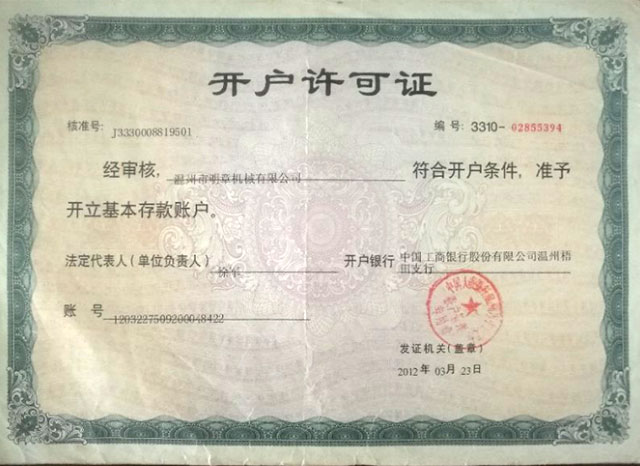 开户许可证
核准号: J3330008819501 编 号: 3310-02855394
经审核, 温州市明章机械有限公司 符合开户条件, 准予
开立基本存款账户。
法定代表人(单位负责人) 开户银行 中国工商银行股份有限公司温州梧
田支行
账 号 1203227509200048422
发证机关(盖章)
2012 年 03月 23日